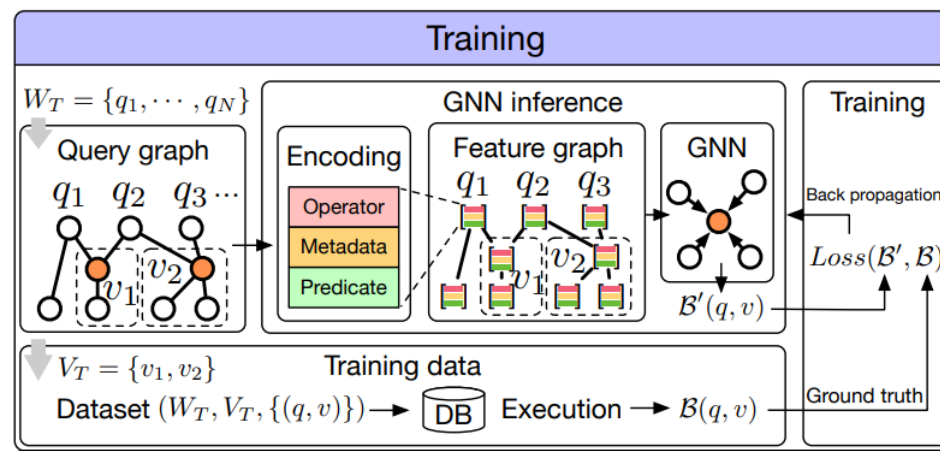 Training
W_T = {q_1, ⋯, q_N}
Query graph
q_1 q_2 q_3 ...
v_1
v_2
GNN inference
Encoding
Operator
Metadata
Predicate
Feature graph
q_1 q_2 q_3
v_1
v_2
GNN
B'(q, v)
Training
Back propagation
Loss(B', B)
Ground truth
V_T = {v_1, v_2}
Training data
Dataset (W_T, V_T, {(q, v)})
DB
Execution
B(q, v)